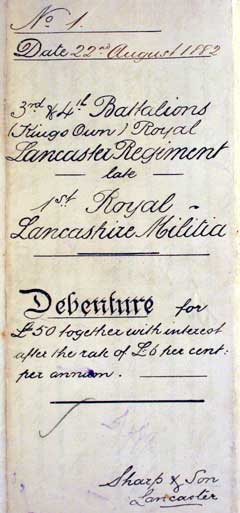 No 1.
Date 22nd August 1882
3rd & 4th Battalions
(Kings Own) Royal
Lancaster Regiment
late
1st Royal
Lancashire Militia
Debenture for
£50 together with interest
after the rate of £6 per cent:
per annum.
Sharp & Son
Lancaster